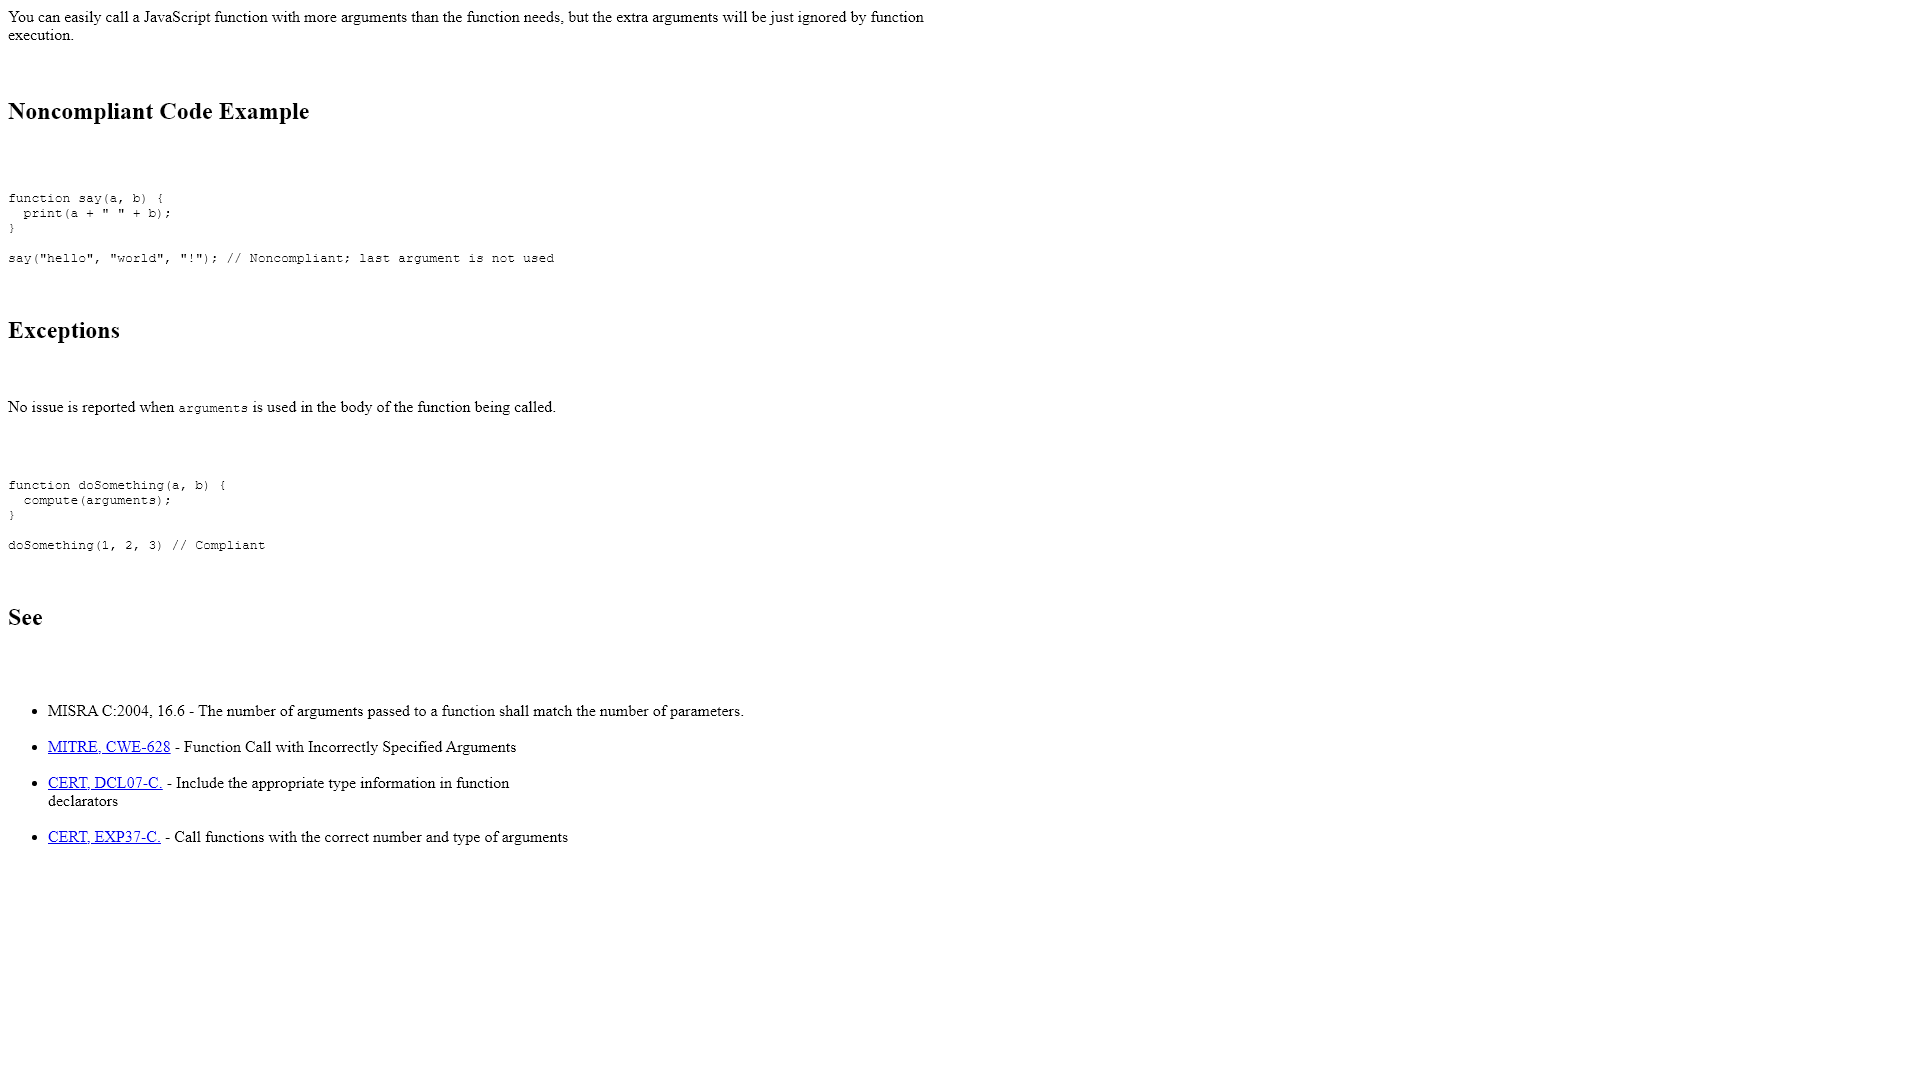 You can easily call a JavaScript function with more arguments than the function needs, but the extra arguments will be just ignored by function
execution.
Noncompliant Code Example
function say(a, b) {
  print(a + " " + b);
}
say("hello", "world", "!"); // Noncompliant; last argument is not used
Exceptions
No issue is reported when arguments is used in the body of the function being called.
function doSomething(a, b) {
  compute(arguments);
}
doSomething(1, 2, 3) // Compliant
See
• MISRA C:2004, 16.6 - The number of arguments passed to a function shall match the number of parameters.
• MITRE, CWE-628 - Function Call with Incorrectly Specified Arguments
• CERT, DCL07-C. - Include the appropriate type information in function
declarators
• CERT, EXP37-C. - Call functions with the correct number and type of arguments